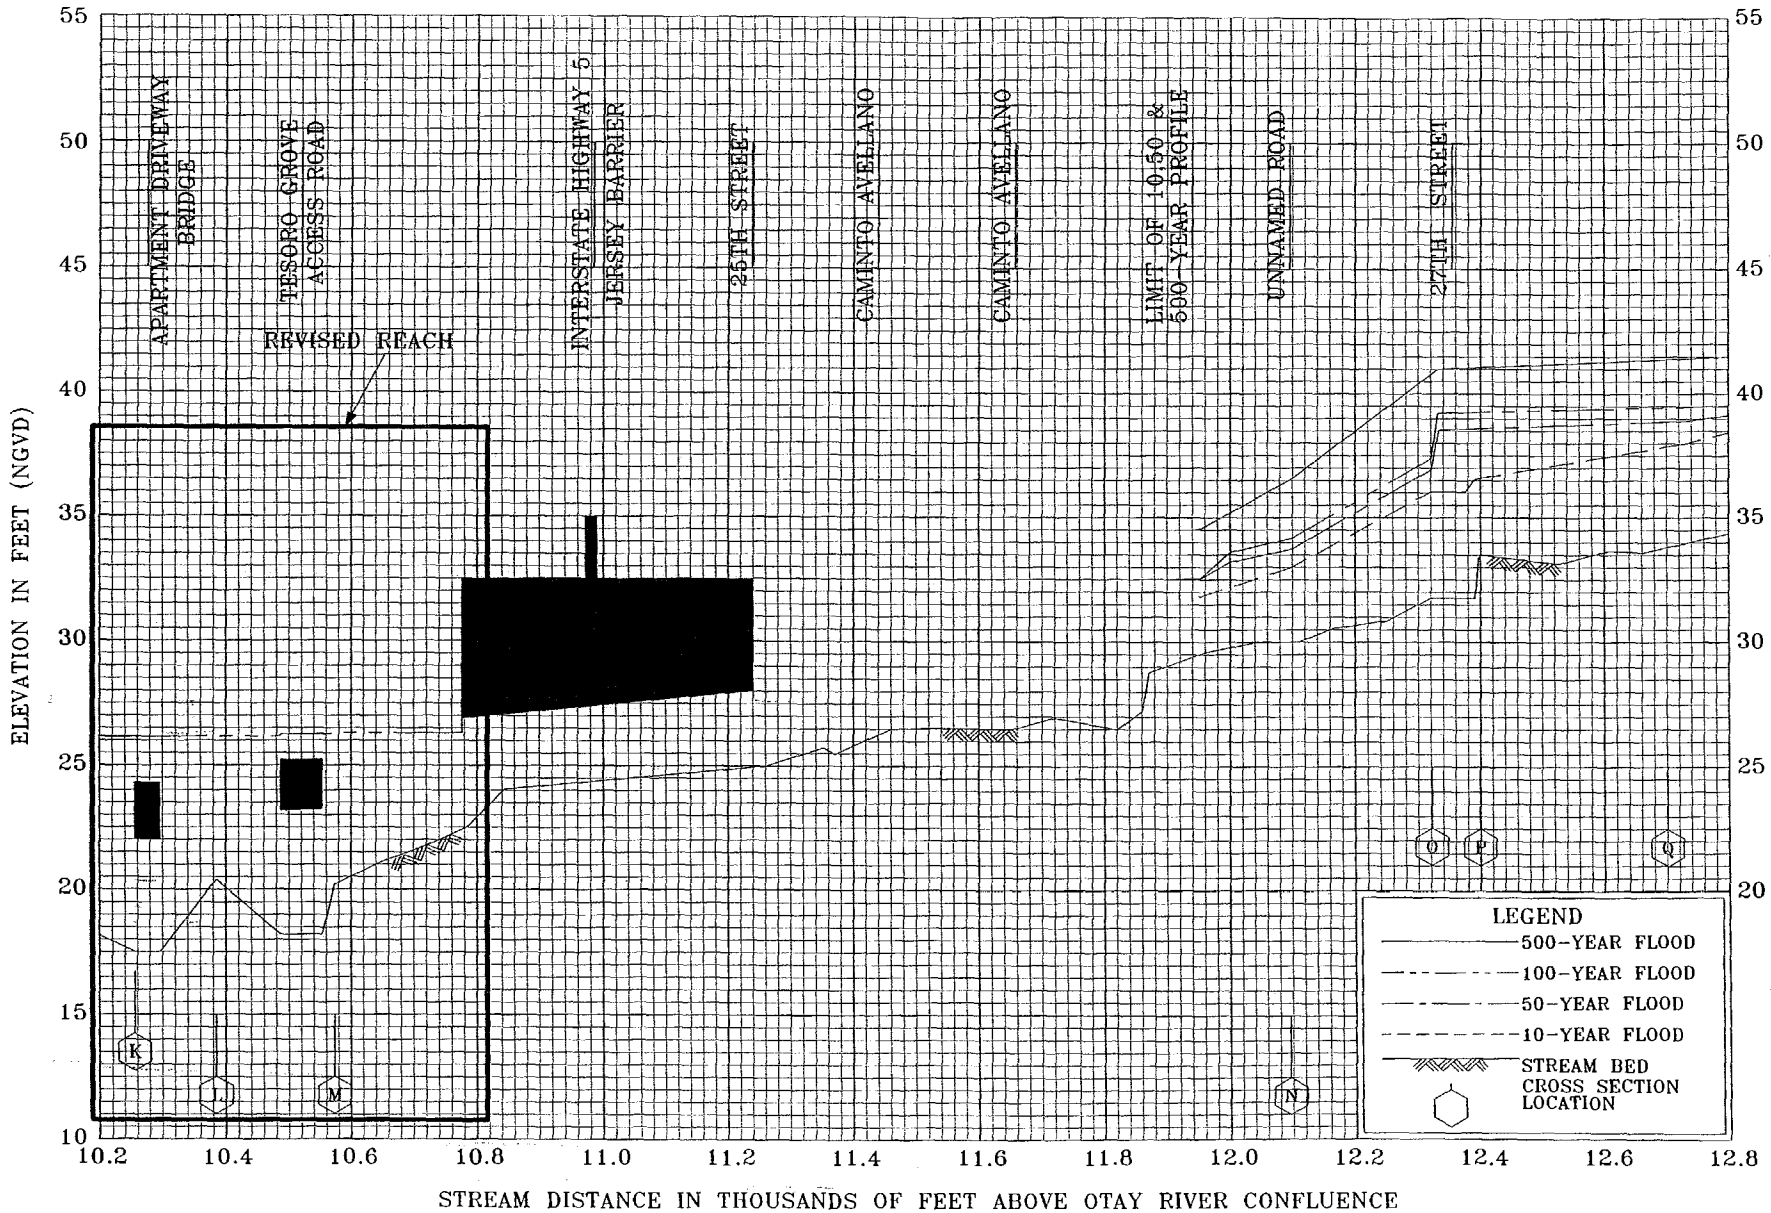 55
50
45
40
35
30
25
20
15
10
ELEVATION IN FEET (NGVD)
APARTMENT DRIVEWAY
BRIDGE
TESORO GROVE
ACCESS ROAD
INTERSTATE HIGHWAY 5
JERSEY BARRIER
25TH STREET
CAMINTO AVELLANO
CAMINTO AVELLANO
LIMIT OF 10 50 &
500-YEAR PROFILE
UNNAMED ROAD
27TH STREET
55
50
45
40
35
30
25
20
REVISED REACH
K
L
M
N
O
P
Q
LEGEND
500-YEAR FLOOD
100-YEAR FLOOD
50-YEAR FLOOD
10-YEAR FLOOD
STREAM BED
CROSS SECTION
LOCATION
10.2 10.4 10.6 10.8 11.0 11.2 11.4 11.6 11.8 12.0 12.2 12.4 12.6 12.8
STREAM DISTANCE IN THOUSANDS OF FEET ABOVE OTAY RIVER CONFLUENCE